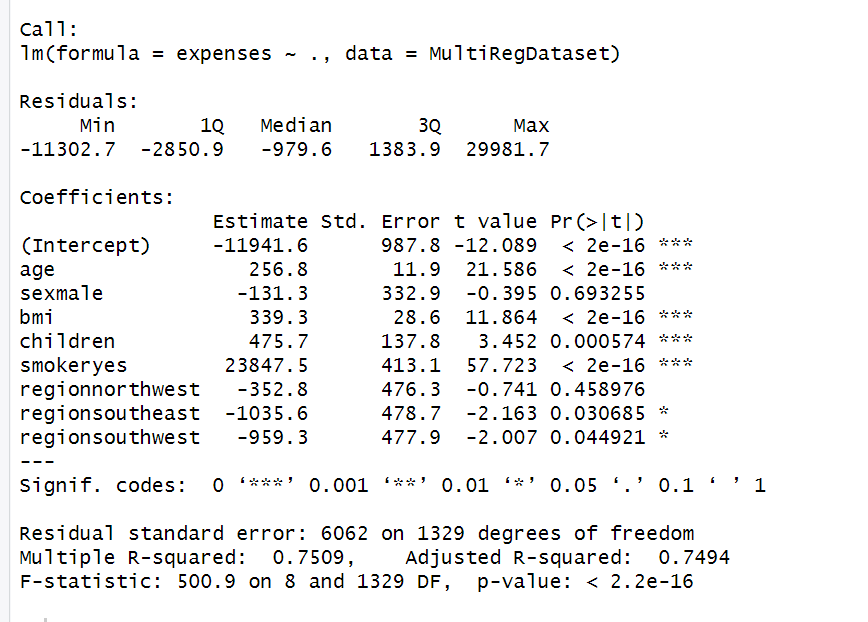 Call:
lm(formula = expenses ~ ., data = MultiRegDataset)
Residuals:
     Min       1Q   Median       3Q      Max
-11302.7  -2850.9   -979.6   1383.9  29981.7
Coefficients:
                Estimate Std. Error t value Pr(>|t|)
(Intercept)     -11941.6      987.8 -12.089  < 2e-16 ***
age                256.8       11.9  21.586  < 2e-16 ***
sexmale           -131.3      332.9  -0.395 0.693255
bmi                339.3       28.6  11.864  < 2e-16 ***
children           475.7      137.8   3.452 0.000574 ***
smokeryes        23847.5      413.1  57.723  < 2e-16 ***
regionnorthwest   -352.8      476.3  -0.741 0.458976
regionsoutheast  -1035.6      478.7  -2.163 0.030685 *
regionsouthwest   -959.3      477.9  -2.007 0.044921 *
---
Signif. codes:  0 ‘***’ 0.001 ‘**’ 0.01 ‘*’ 0.05 ‘.’ 0.1 ‘ ’ 1
Residual standard error: 6062 on 1329 degrees of freedom
Multiple R-squared:  0.7509,    Adjusted R-squared:  0.7494
F-statistic: 500.9 on 8 and 1329 DF,  p-value: < 2.2e-16